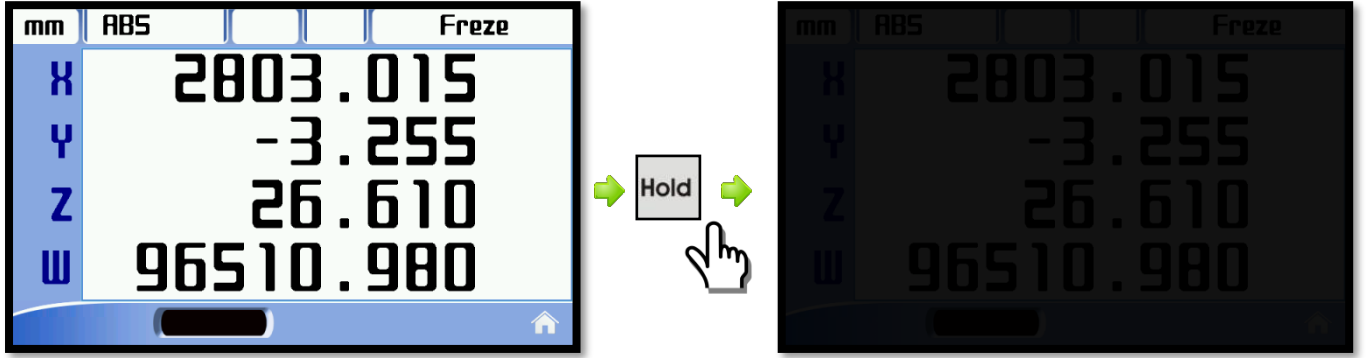 mm ABS Freze
X 2803.015
Y -3.255
Z 26.610
W 96510.980
Hold
mm ABS Freze
X 2803.015
Y -3.255
Z 26.610
W 96510.980